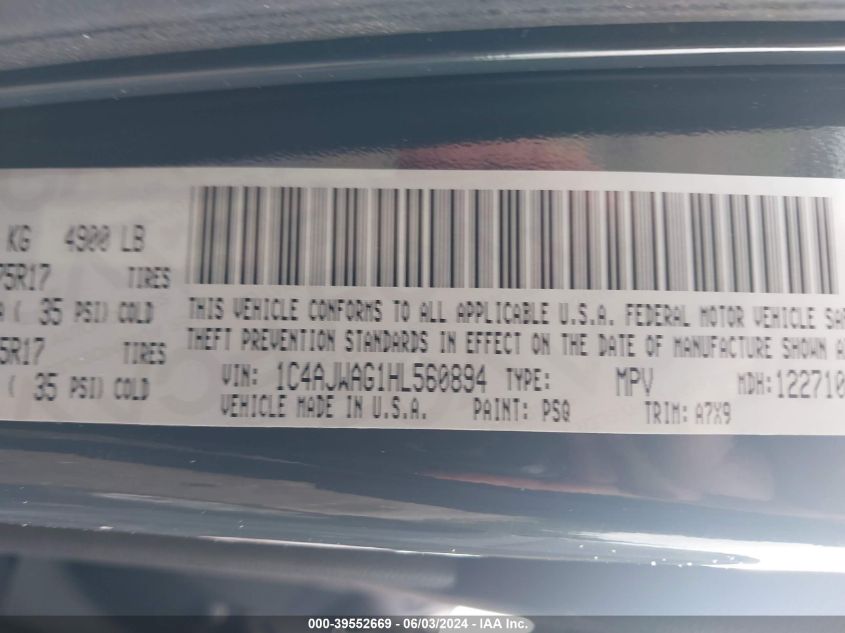 KG 4900 LB
75R17 TIRES
( 35 PSI) COLD
5R17 TIRES
( 35 PSI) COLD
THIS VEHICLE CONFORMS TO ALL APPLICABLE U.S.A. FEDERAL MOTOR VEHICLE SA
THEFT PREVENTION STANDARDS IN EFFECT ON THE DATE OF MANUFACTURE SHOWN A
VIN: 1C4AJWAG1HL560894 TYPE: MPV MDH: 122710
VEHICLE MADE IN U.S.A. PAINT: PSQ TRIM: A7X9
000-39552669 - 06/03/2024 - IAAI.com